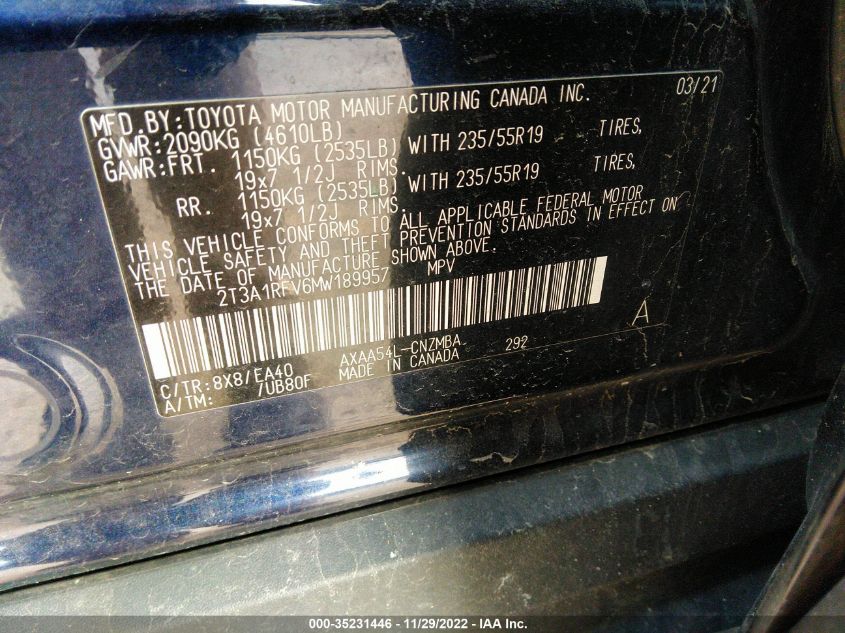 MFD.BY:TOYOTA MOTOR MANUFACTURING CANADA INC. 03/21
GVWR:2090KG (4610LB)
GAWR:FRT. 1150KG (2535LB) WITH 235/55R19 TIRES,
19x7 1/2J RIMS.
RR. 1150KG (2535LB) WITH 235/55R19 TIRES,
19x7 1/2J RIMS.
THIS VEHICLE CONFORMS TO ALL APPLICABLE FEDERAL MOTOR
VEHICLE SAFETY AND THEFT PREVENTION STANDARDS IN EFFECT ON
THE DATE OF MANUFACTURE SHOWN ABOVE.
2T3A1RFV6MW189957 MPV
A
C/TR:8X8/EA40 AXAA54L-CNZMBA 292
A/TM: /UB80F MADE IN CANADA
000-35231446 - 11/29/2022 - IAA Inc.